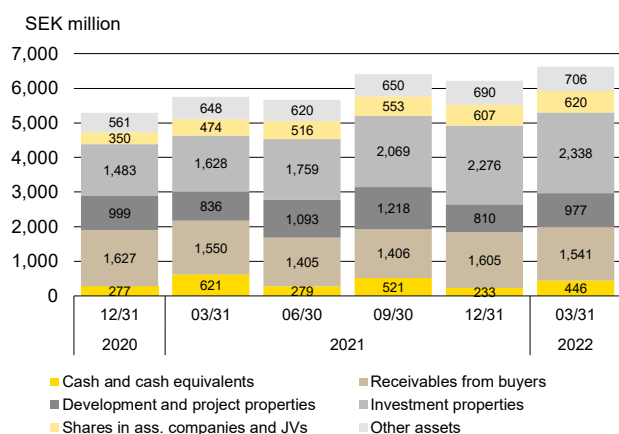 SEK million
7,000
6,000
5,000
4,000
3,000
2,000
1,000
0
561 648 620 650 690 706
350 474 516 553 607 620
1,483 1,628 1,759 2,069 2,276 2,338
999 836 1,093 1,218 810 977
1,627 1,550 1,405 1,406 1,605 1,541
277 621 279 521 233 446
12/31 03/31 06/30 09/30 12/31 03/31
2020 2021 2022
Cash and cash equivalents Receivables from buyers
Development and project properties Investment properties
Shares in ass. companies and JVs Other assets